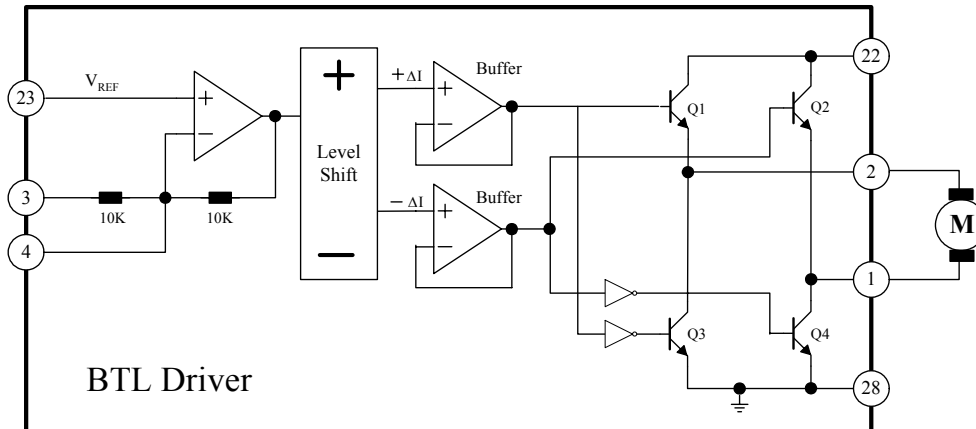 22
+ΔI
Buffer
23
V_REF
+
+
+
−
−
Q1
Q2
Level
Shift
2
3
10K
10K
−ΔI
Buffer
+
−
M
4
−
1
Q3
Q4
BTL Driver
28